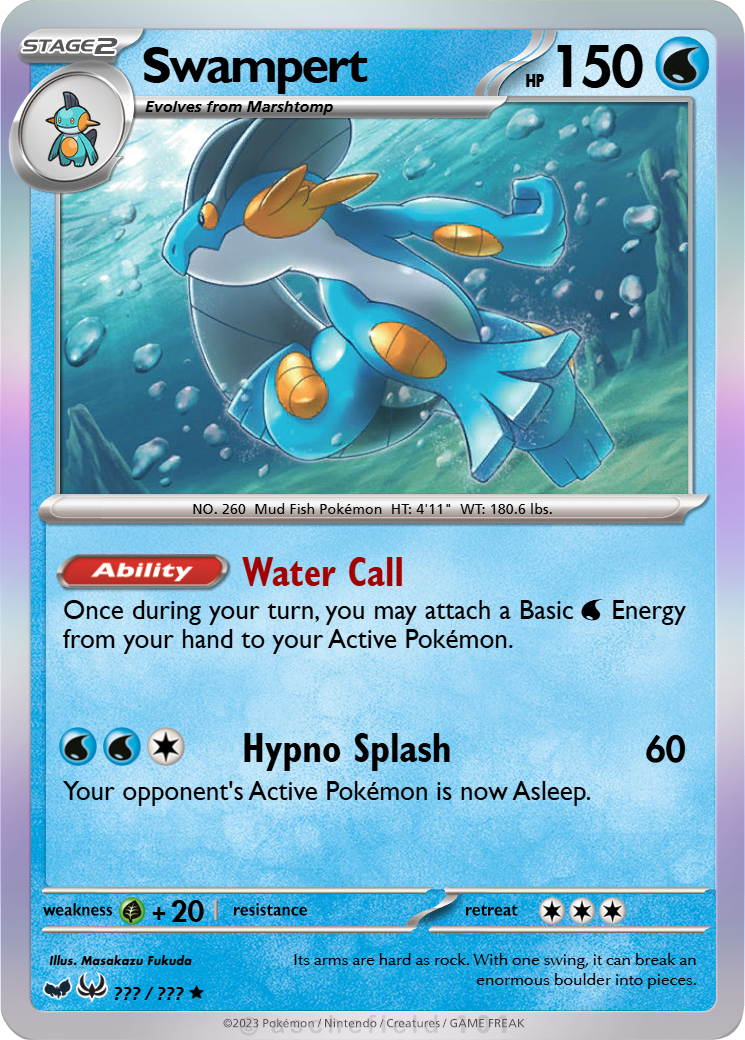 STAGE2
Swampert
HP 150
Evolves from Marshtomp
NO. 260 Mud Fish Pokémon HT: 4'11" WT: 180.6 lbs.
Ability Water Call
Once during your turn, you may attach a Basic Energy
from your hand to your Active Pokémon.
Hypno Splash 60
Your opponent's Active Pokémon is now Asleep.
weakness + 20 resistance retreat
Illus. Masakazu Fukuda
Its arms are hard as rock. With one swing, it can break an
enormous boulder into pieces.
??? / ??? ★
©2023 Pokémon / Nintendo / Creatures / GAME FREAK